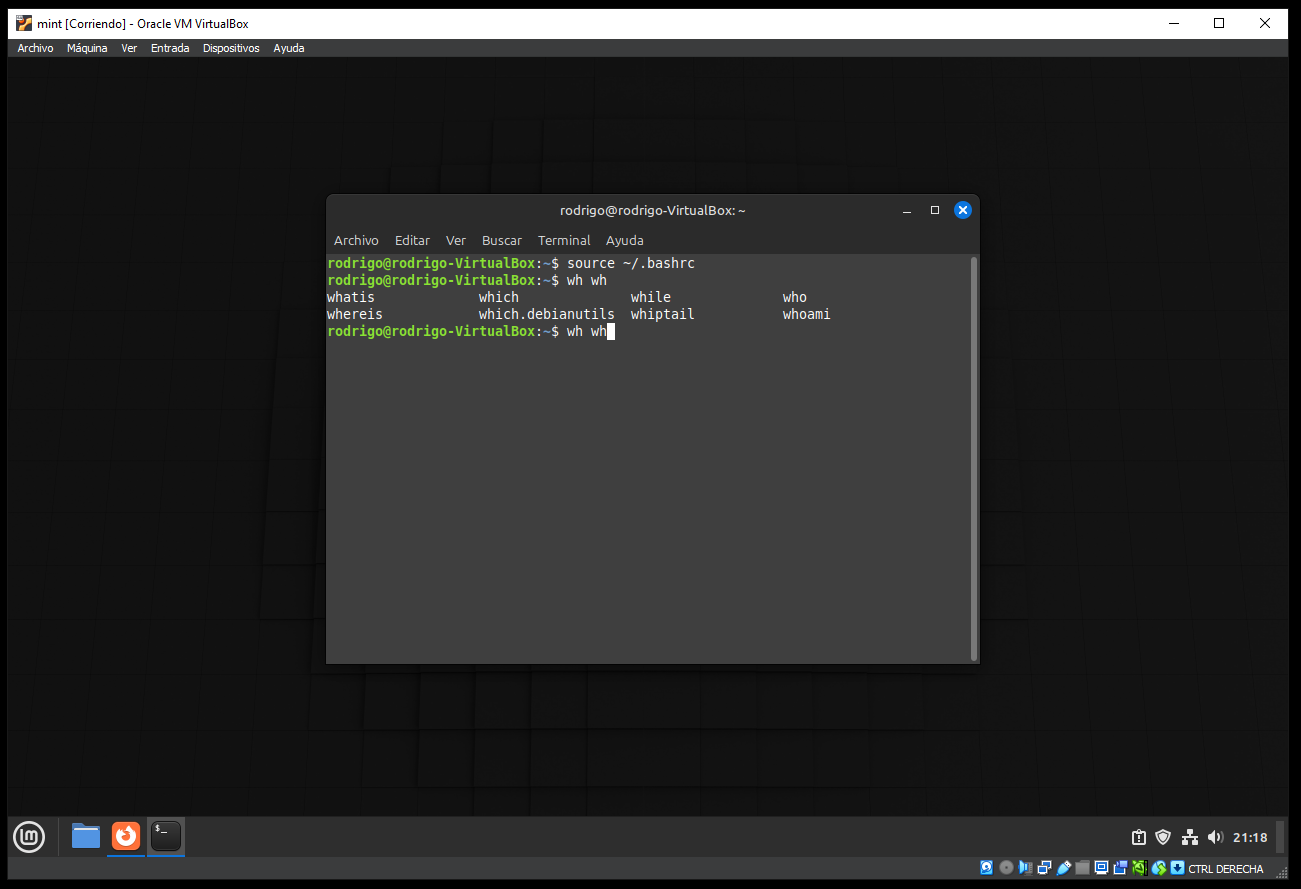 mint [Corriendo] - Oracle VM VirtualBox
Archivo Máquina Ver Entrada Dispositivos Ayuda
rodrigo@rodrigo-VirtualBox: ~
Archivo Editar Ver Buscar Terminal Ayuda
rodrigo@rodrigo-VirtualBox:~$ source ~/.bashrc
rodrigo@rodrigo-VirtualBox:~$ wh wh
whatis which while who
whereis which.debianutils whiptail whoami
rodrigo@rodrigo-VirtualBox:~$ wh wh
$_
21:18
CTRL DERECHA